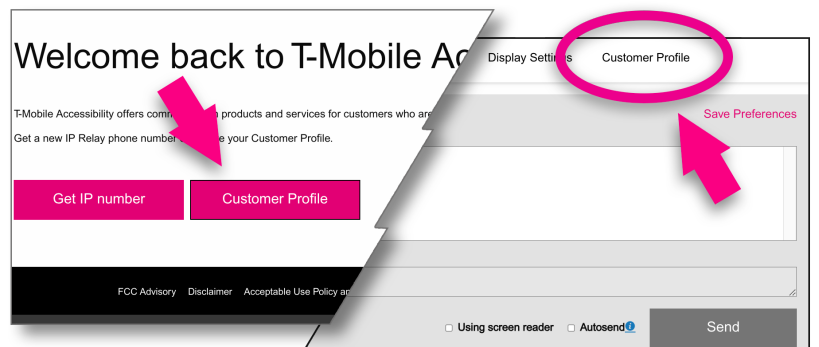 Welcome back to T-Mobile Ac
T-Mobile Accessibility offers comm products and services for customers who are
Get a new IP Relay phone number your Customer Profile.
Get IP number
Customer Profile
FCC Advisory Disclaimer Acceptable Use Policy an
Display Settings Customer Profile
Save Preferences
Using screen reader Autosend
Send